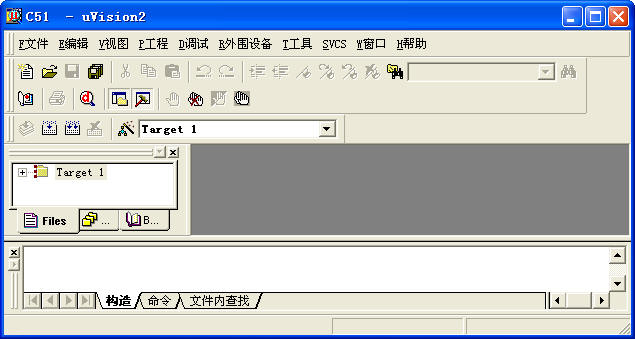 C51 - uVision2
F文件 E编辑 V视图 P工程 D调试 R外围设备 T工具 SVCS W窗口 H帮助
Target 1
Target 1
Files ... B...
构造 命令 文件内查找